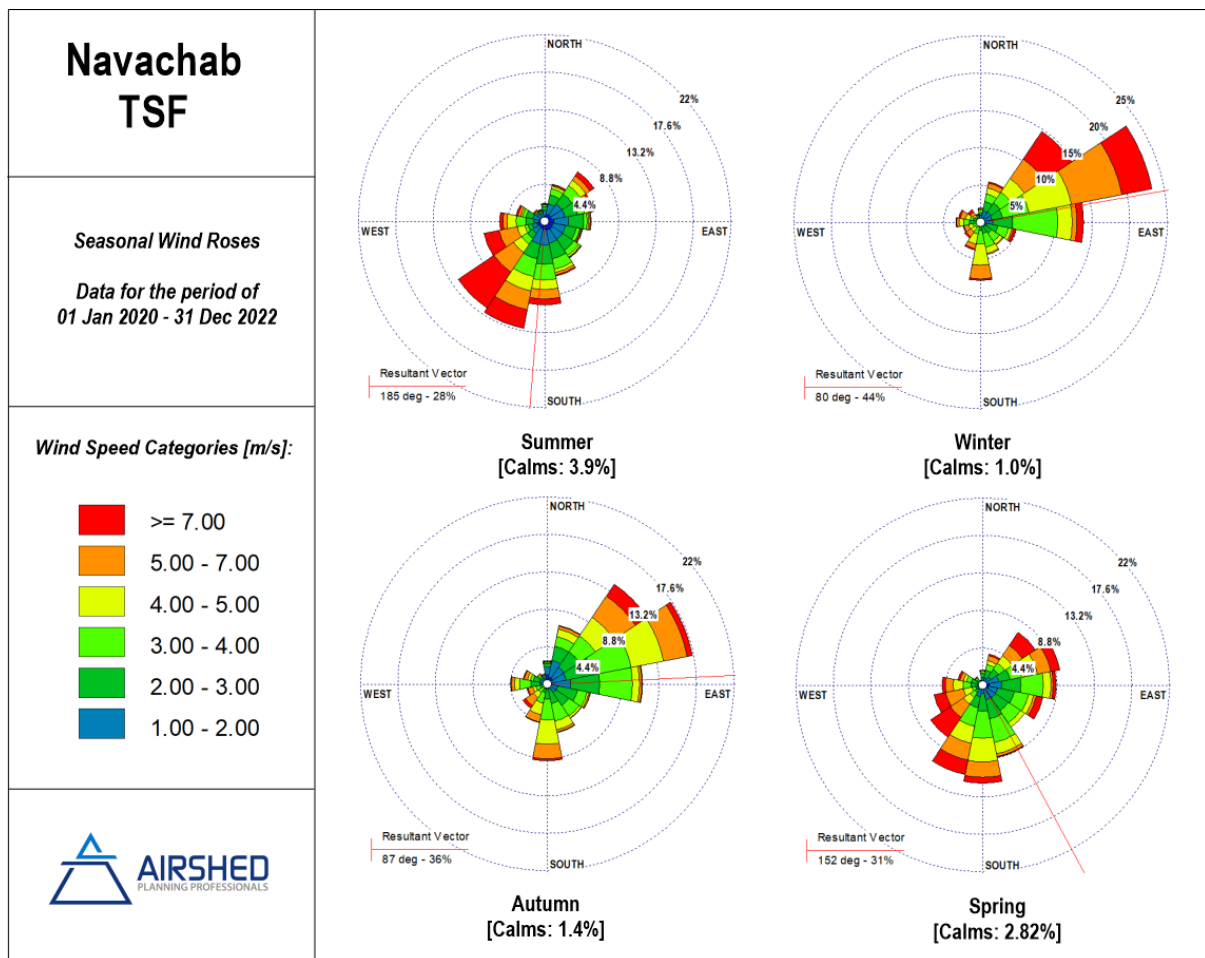 Navachab
TSF
Seasonal Wind Roses
Data for the period of
01 Jan 2020 - 31 Dec 2022
Wind Speed Categories [m/s]:
>= 7.00
5.00 - 7.00
4.00 - 5.00
3.00 - 4.00
2.00 - 3.00
1.00 - 2.00
AIRSHED
PLANNING PROFESSIONALS
NORTH
22%
17.6%
13.2%
8.8%
4.4%
WEST
EAST
Resultant Vector
185 deg - 28%
SOUTH
Summer
[Calms: 3.9%]
NORTH
25%
20%
15%
10%
5%
WEST
EAST
Resultant Vector
80 deg - 44%
SOUTH
Winter
[Calms: 1.0%]
NORTH
22%
17.6%
13.2%
8.8%
4.4%
WEST
EAST
Resultant Vector
87 deg - 36%
SOUTH
Autumn
[Calms: 1.4%]
NORTH
22%
17.6%
13.2%
8.8%
4.4%
WEST
EAST
Resultant Vector
152 deg - 31%
SOUTH
Spring
[Calms: 2.82%]